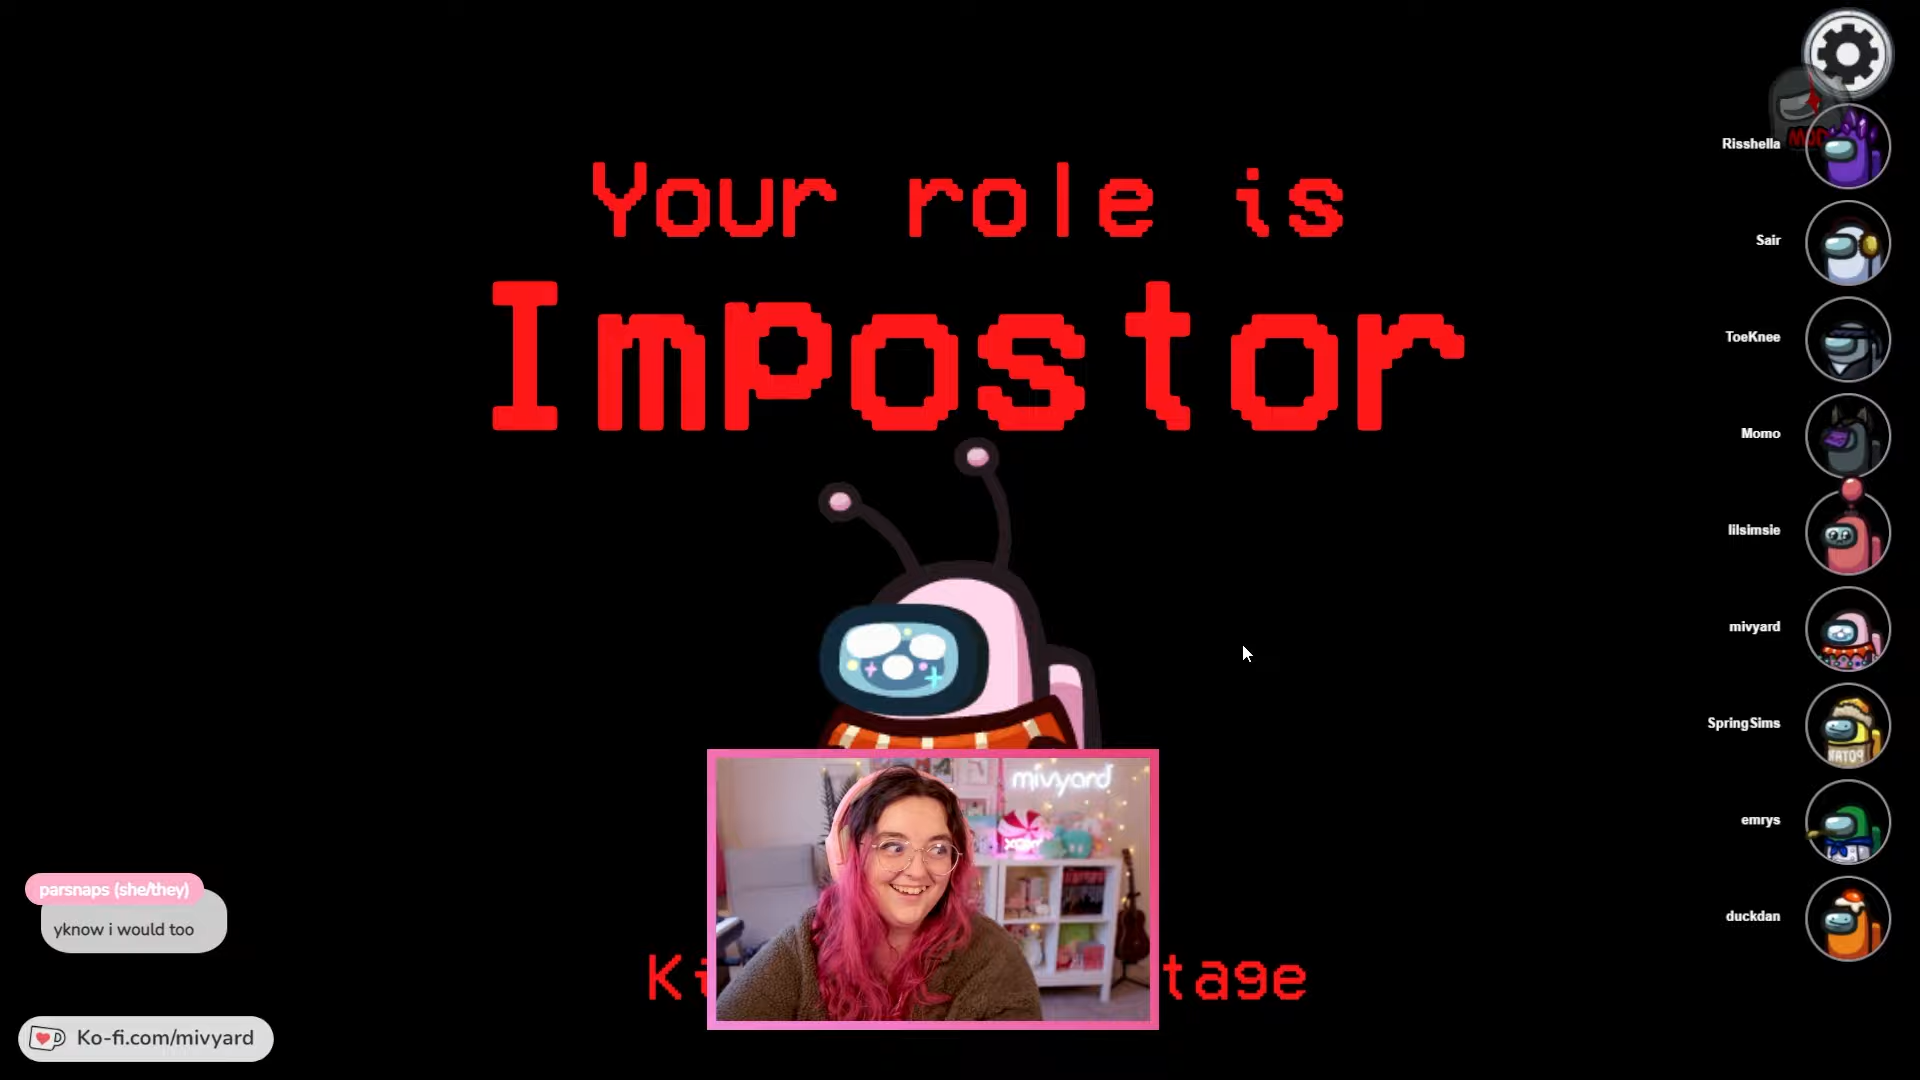 Your role is
Impostor
Risshella
MOD
Sair
ToeKnee
Momo
lilsimsie
mivyard
SpringSims
emrys
duckdan
mivyard
parsnaps (she/they)
yknow i would too
Ko-fi.com/mivyard